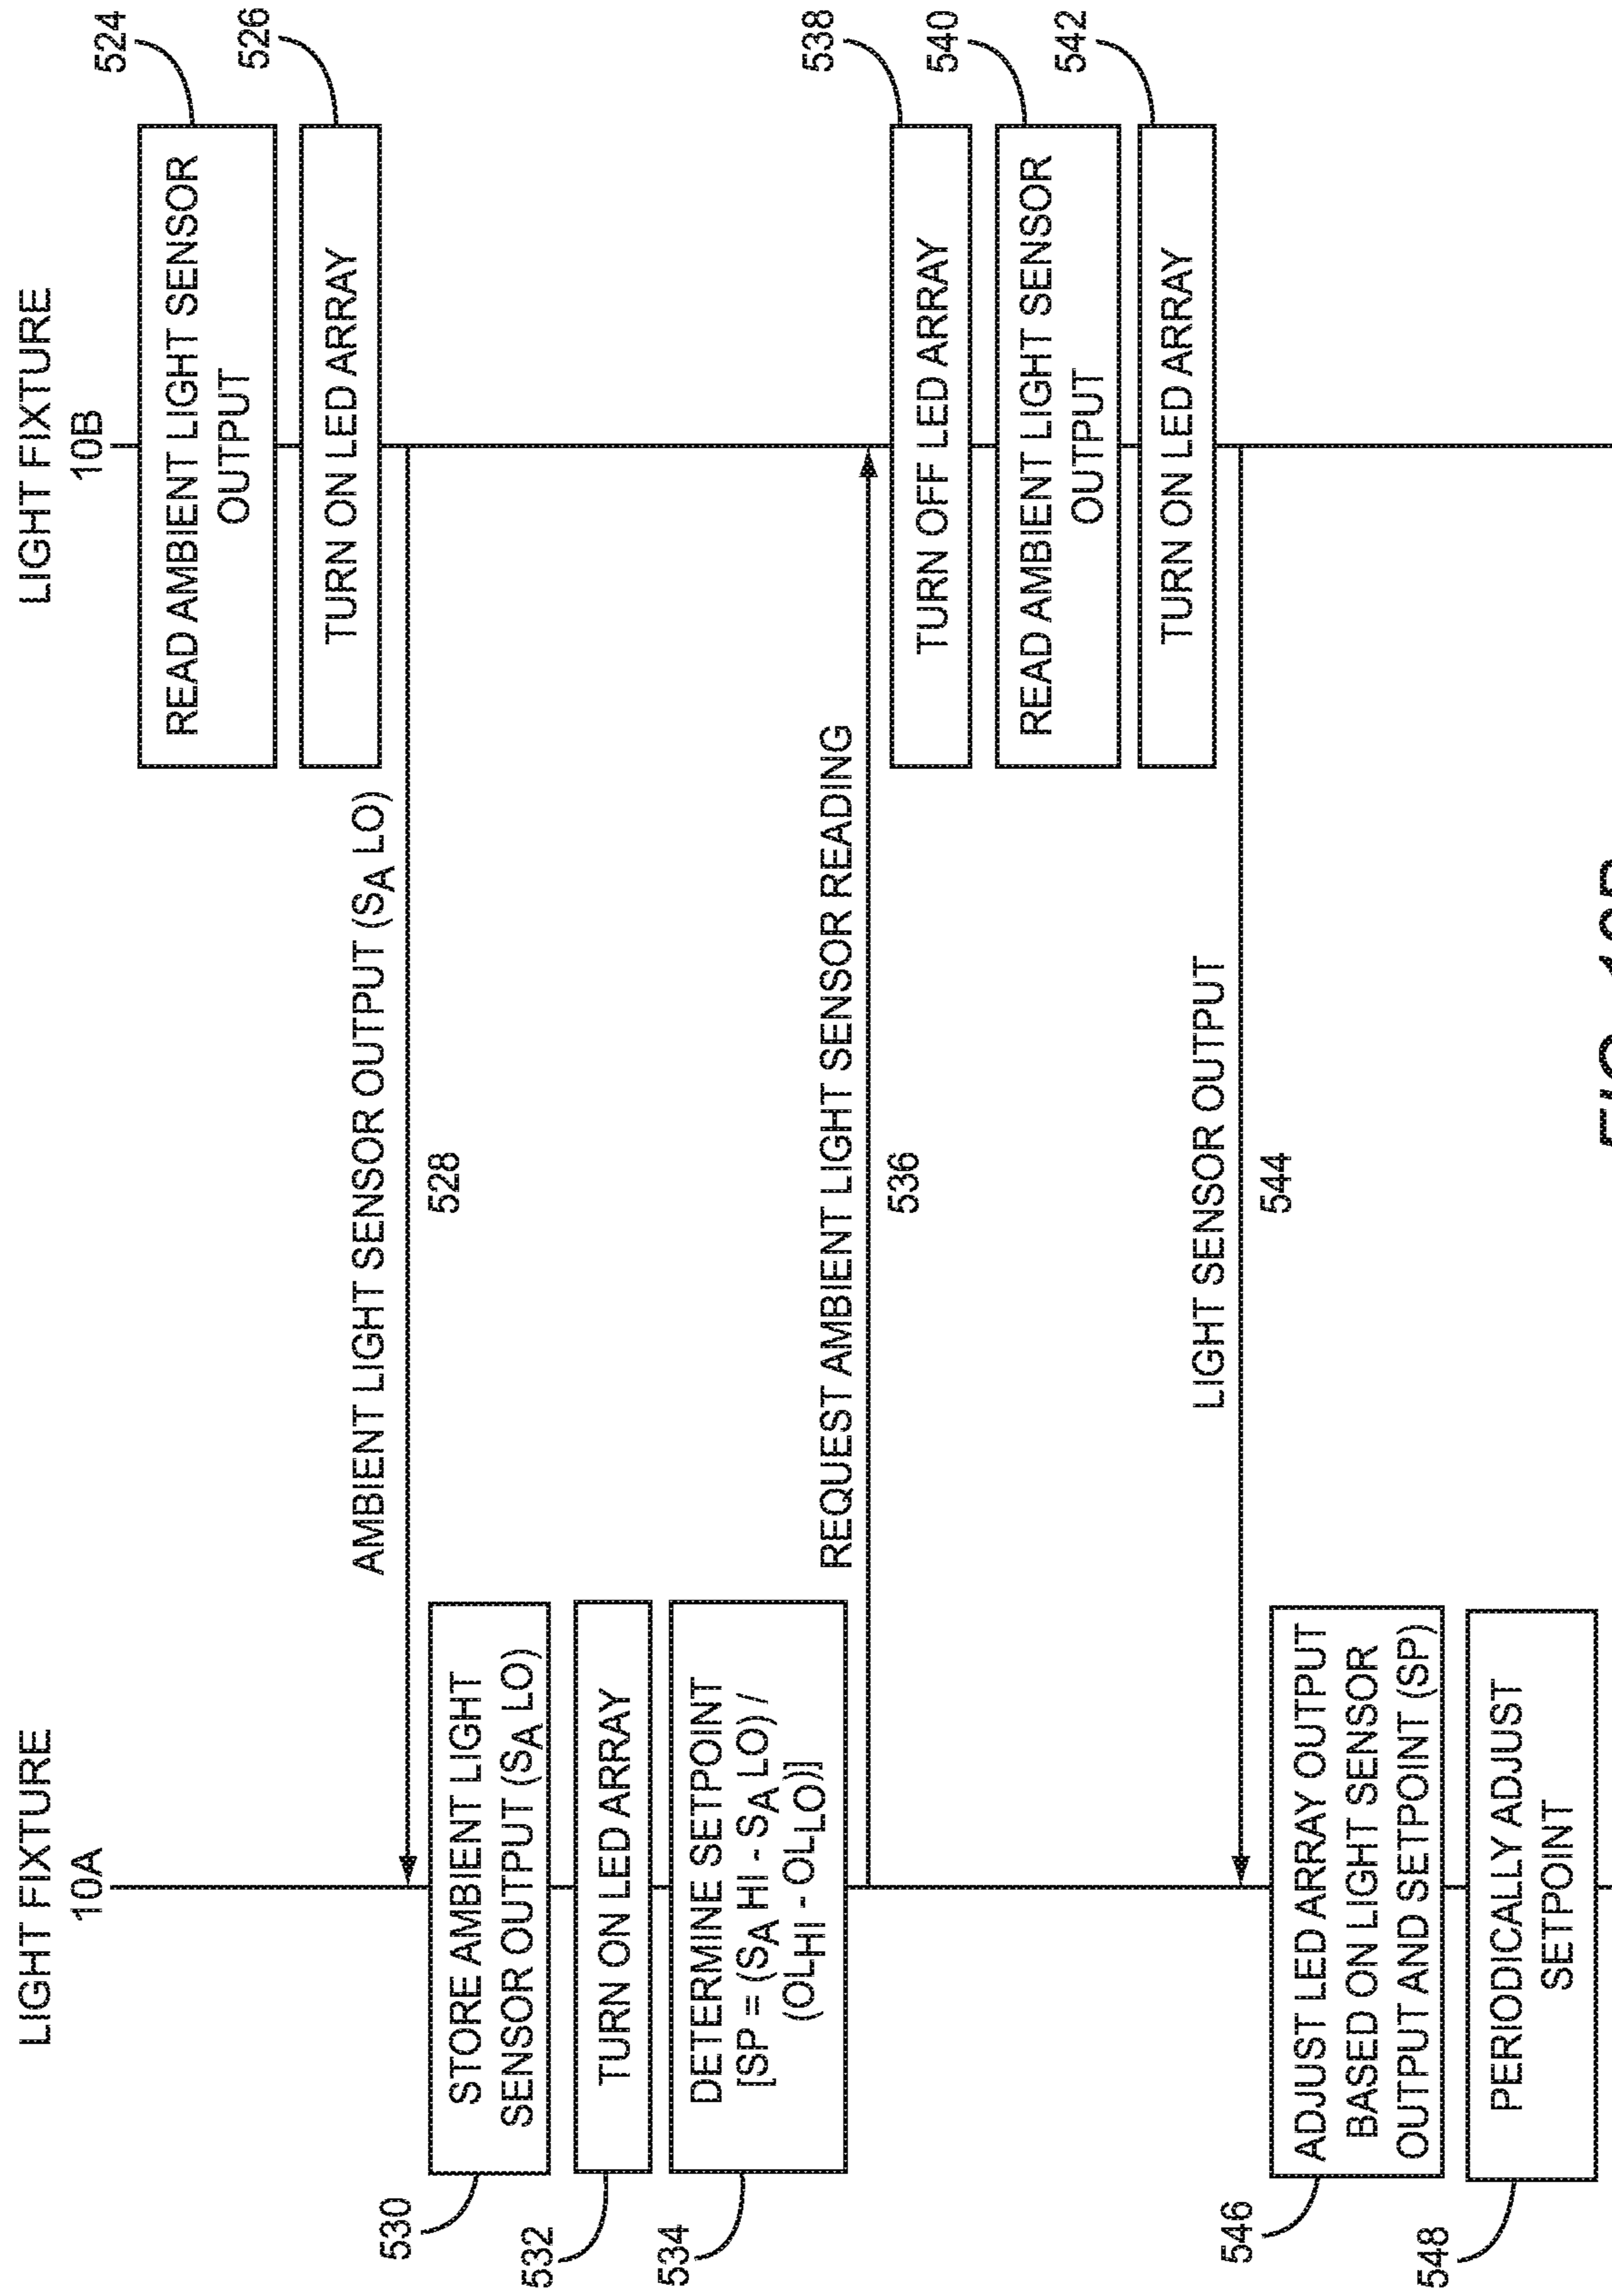 LIGHT FIXTURE
10A
LIGHT FIXTURE
10B
READ AMBIENT LIGHT SENSOR
OUTPUT
524
TURN ON LED ARRAY
526
AMBIENT LIGHT SENSOR OUTPUT (SA LO)
528
STORE AMBIENT LIGHT
SENSOR OUTPUT (SA LO)
530
TURN ON LED ARRAY
532
DETERMINE SETPOINT
[SP = (SA HI - SA LO) /
(OLHI - OLLO)]
534
REQUEST AMBIENT LIGHT SENSOR READING
536
TURN OFF LED ARRAY
538
READ AMBIENT LIGHT SENSOR
OUTPUT
540
TURN ON LED ARRAY
542
LIGHT SENSOR OUTPUT
544
ADJUST LED ARRAY OUTPUT
BASED ON LIGHT SENSOR
OUTPUT AND SETPOINT (SP)
546
PERIODICALLY ADJUST
SETPOINT
548